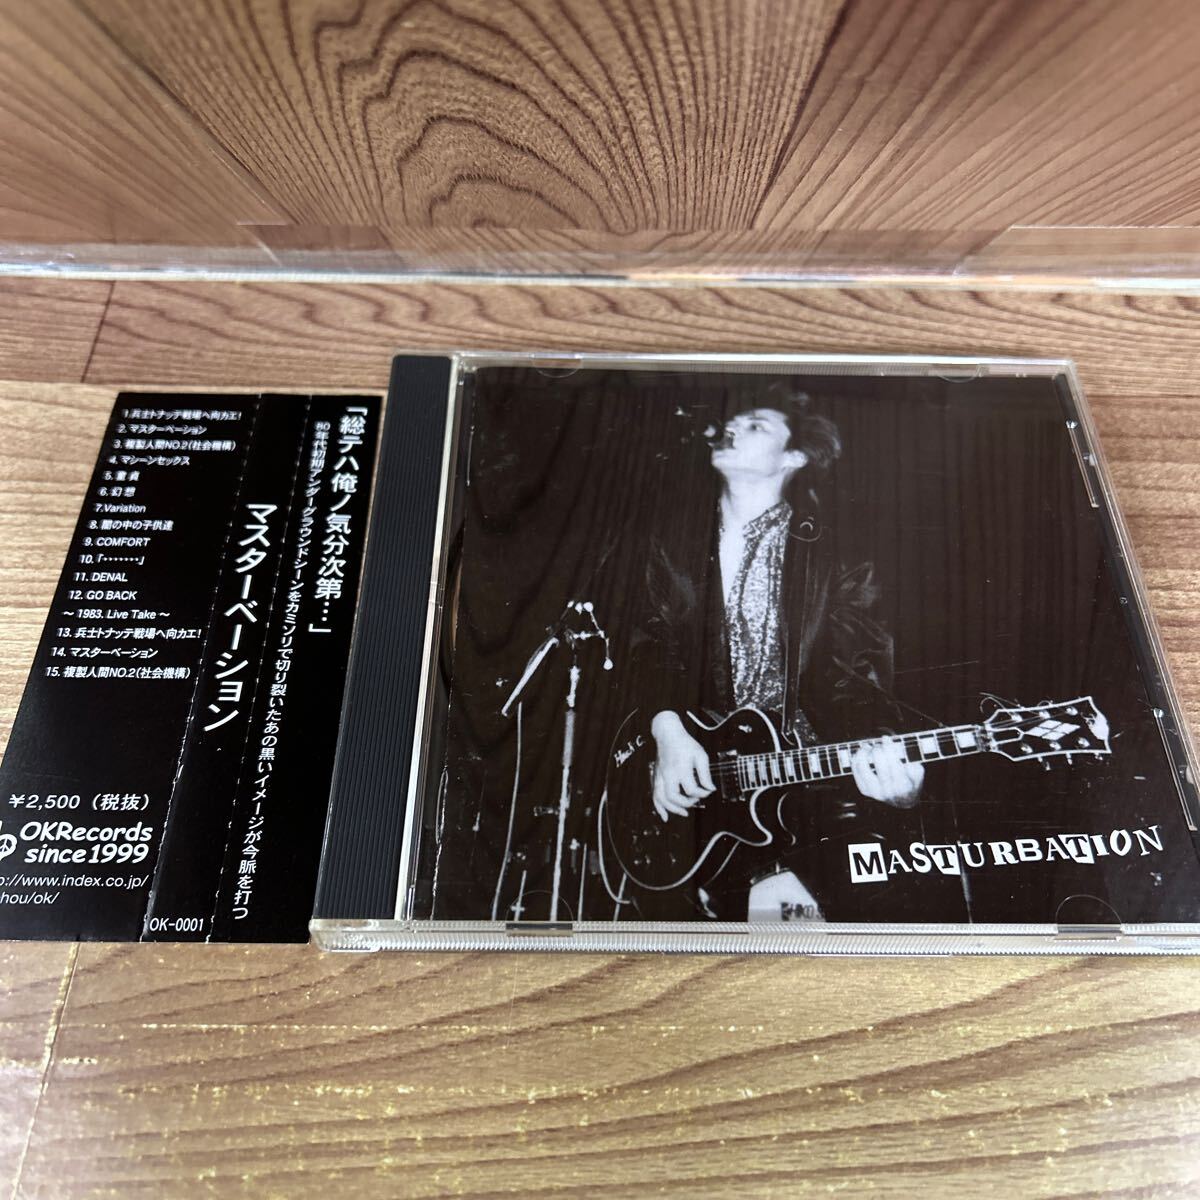 1.兵士トナッテ戦場ヘ向カエ!
2. マスターベーション
3. 複製人間NO.2(社会機構)
4. マシーンセックス
5. 童 貞
6. 幻 想
7.Variation
8. 闇の中の子供達
9. COMFORT
10.「‥‥‥‥」
11. DENAL
12. GO BACK
～ 1983. Live Take ～
13. 兵士トナッテ戦場ヘ向カエ!
14. マスターベーション
15. 複製人間NO.2(社会機構)
¥2,500(税抜)
OKRecords
since1999
p://www.index.co.jp/
hou/ok/
OK-0001
マスターベーション
「総テハ俺ノ気分次第…」
80年代初期アンダーグラウンドシーンをカミソリで切り裂いたあの黒いイメージが今脈を打つ
MASTURBATION